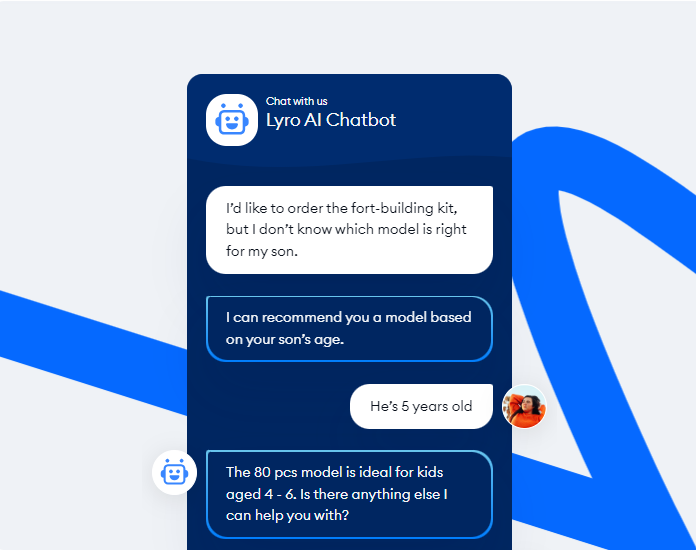 Chat with us
Lyro AI Chatbot
I’d like to order the fort-building kit,
but I don’t know which model is right
for my son.
I can recommend you a model based
on your son’s age.
He’s 5 years old
The 80 pcs model is ideal for kids
aged 4 - 6. Is there anything else I
can help you with?